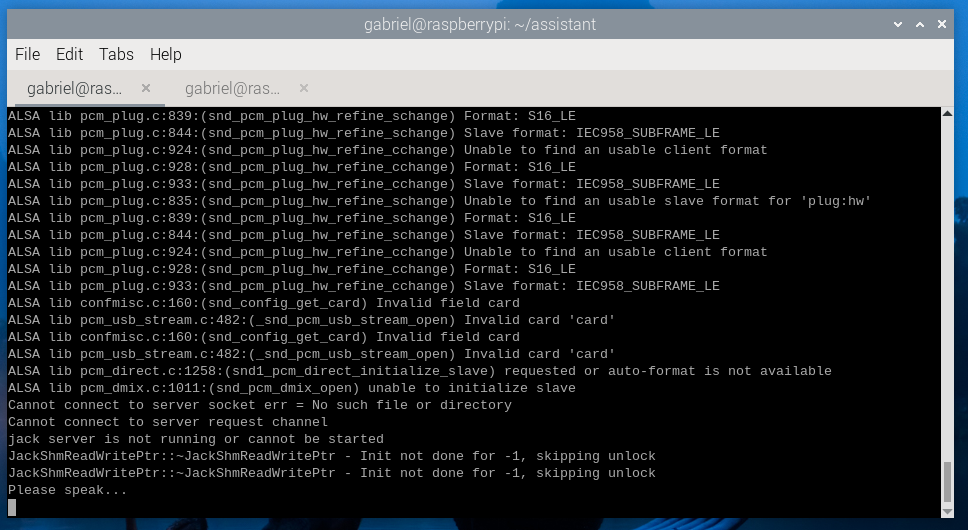 gabriel@raspberrypi: ~/assistant
File Edit Tabs Help
gabriel@ras... × gabriel@ras... ×
ALSA lib pcm_plug.c:839:(snd_pcm_plug_hw_refine_schange) Format: S16_LE
ALSA lib pcm_plug.c:844:(snd_pcm_plug_hw_refine_schange) Slave format: IEC958_SUBFRAME_LE
ALSA lib pcm_plug.c:924:(snd_pcm_plug_hw_refine_cchange) Unable to find an usable client format
ALSA lib pcm_plug.c:928:(snd_pcm_plug_hw_refine_cchange) Format: S16_LE
ALSA lib pcm_plug.c:933:(snd_pcm_plug_hw_refine_cchange) Slave format: IEC958_SUBFRAME_LE
ALSA lib pcm_plug.c:835:(snd_pcm_plug_hw_refine_schange) Unable to find an usable slave format for 'plug:hw'
ALSA lib pcm_plug.c:839:(snd_pcm_plug_hw_refine_schange) Format: S16_LE
ALSA lib pcm_plug.c:844:(snd_pcm_plug_hw_refine_schange) Slave format: IEC958_SUBFRAME_LE
ALSA lib pcm_plug.c:924:(snd_pcm_plug_hw_refine_cchange) Unable to find an usable client format
ALSA lib pcm_plug.c:928:(snd_pcm_plug_hw_refine_cchange) Format: S16_LE
ALSA lib pcm_plug.c:933:(snd_pcm_plug_hw_refine_cchange) Slave format: IEC958_SUBFRAME_LE
ALSA lib confmisc.c:160:(snd_config_get_card) Invalid field card
ALSA lib pcm_usb_stream.c:482:(_snd_pcm_usb_stream_open) Invalid card 'card'
ALSA lib confmisc.c:160:(snd_config_get_card) Invalid field card
ALSA lib pcm_usb_stream.c:482:(_snd_pcm_usb_stream_open) Invalid card 'card'
ALSA lib pcm_direct.c:1258:(snd1_pcm_direct_initialize_slave) requested or auto-format is not available
ALSA lib pcm_dmix.c:1011:(snd_pcm_dmix_open) unable to initialize slave
Cannot connect to server socket err = No such file or directory
Cannot connect to server request channel
jack server is not running or cannot be started
JackShmReadWritePtr::~JackShmReadWritePtr - Init not done for -1, skipping unlock
JackShmReadWritePtr::~JackShmReadWritePtr - Init not done for -1, skipping unlock
Please speak...